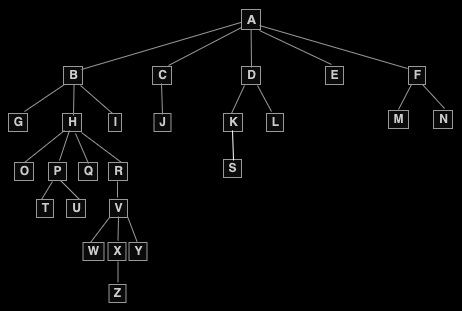 A
B C D E F
G H I J K L M N
O P Q R S
T U V
W X Y
Z